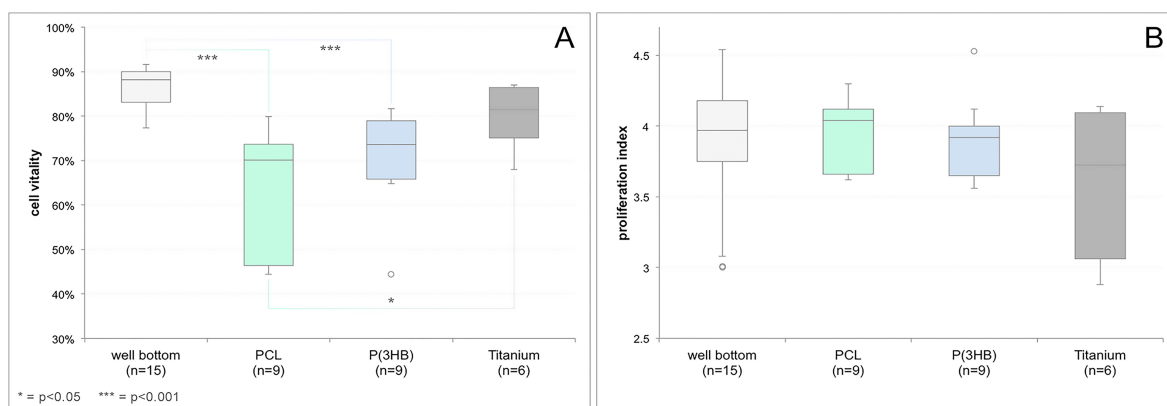 A
100%
90%
80%
70%
60%
50%
40%
30%
cell vitality
***
***
*
well bottom
(n=15)
PCL
(n=9)
P(3HB)
(n=9)
Titanium
(n=6)
* = p<0.05 *** = p<0.001
B
4.5
4
3.5
3
2.5
proliferation index
well bottom
(n=15)
PCL
(n=9)
P(3HB)
(n=9)
Titanium
(n=6)